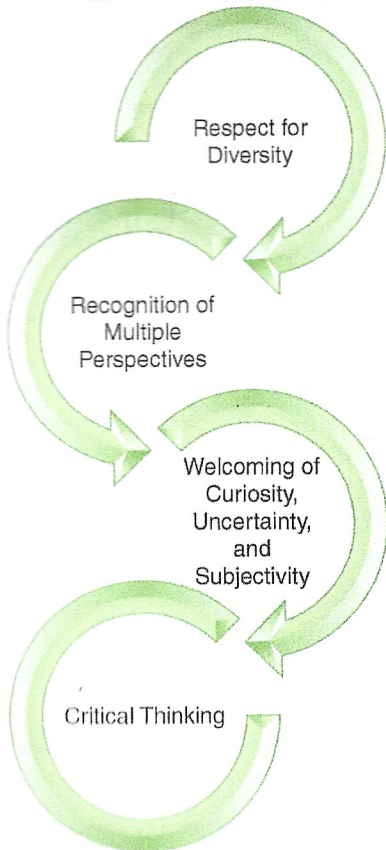 Respect for
Diversity
Recognition of
Multiple
Perspectives
Welcoming of
Curiosity,
Uncertainty,
and
Subjectivity
Critical Thinking